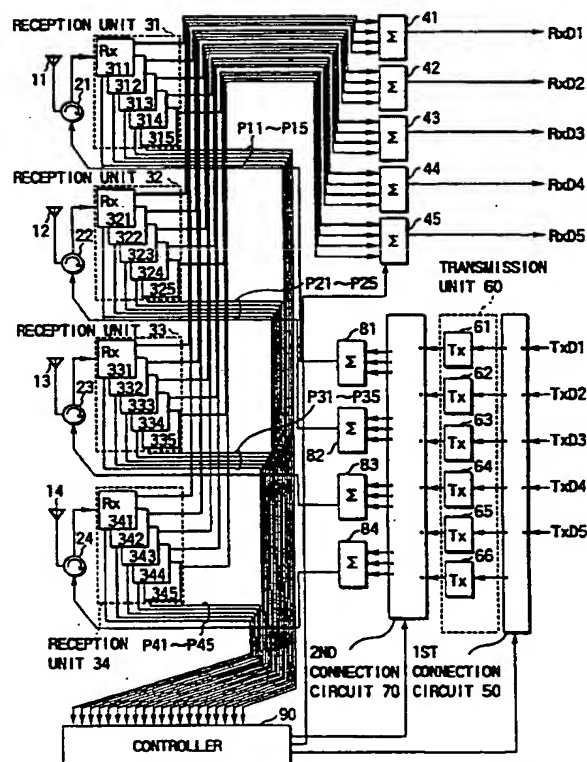 RECEPTION UNIT 31
41
RxD1
Rx
311
312
313
314
315
11
21
42
RxD2
43
RxD3
P11~P15
RECEPTION UNIT 32
44
RxD4
Rx
321
322
323
324
325
12
22
45
RxD5
P21~P25
TRANSMISSION
UNIT 60
RECEPTION UNIT 33
Rx
331
332
333
334
335
13
23
81
61
Tx
TxD1
62
Tx
TxD2
P31~P35
82
63
Tx
TxD3
14
24
Rx
341
342
343
344
345
83
64
Tx
TxD4
84
65
Tx
TxD5
66
Tx
P41~P45
RECEPTION
UNIT 34
2ND
CONNECTION
CIRCUIT 70
1ST
CONNECTION
CIRCUIT 50
90
CONTROLLER
Σ
Σ
Σ
Σ
Σ
Σ
Σ
Σ
Σ